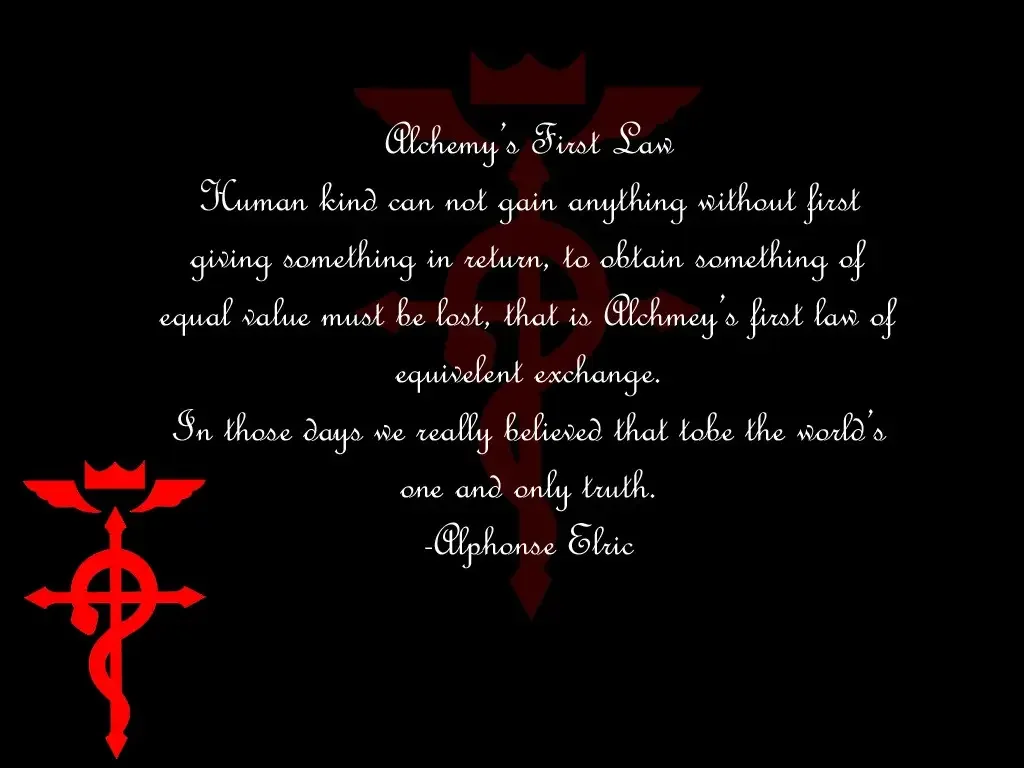 Alchemy's First Law
Human kind can not gain anything without first
giving something in return, to obtain something of
equal value must be lost, that is Alchmey's first law of
equivelent exchange.
In those days we really believed that tobe the world's
one and only truth.
-Alphonse Elric